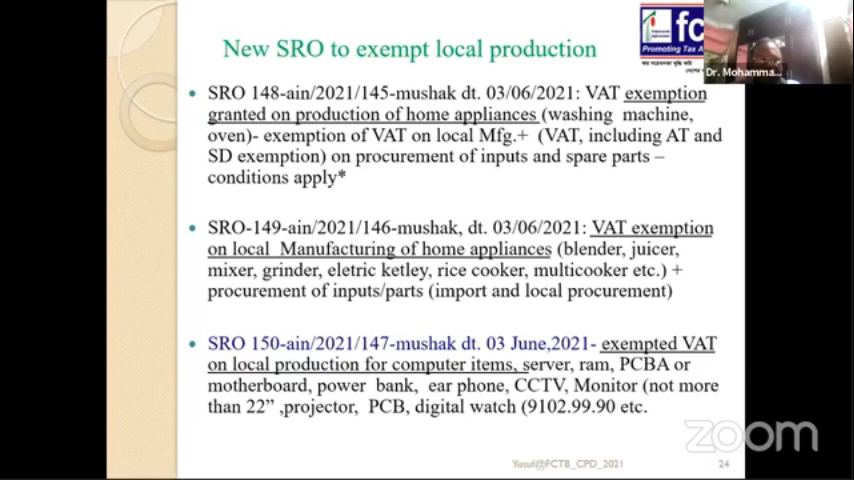 New SRO to exempt local production
fc
Promoting Tax A
Dr. Mohamma...
• SRO 148-ain/2021/145-mushak dt. 03/06/2021: VAT exemption
granted on production of home appliances (washing machine,
oven)- exemption of VAT on local Mfg.+ (VAT, including AT and
SD exemption) on procurement of inputs and spare parts –
conditions apply*
• SRO-149-ain/2021/146-mushak, dt. 03/06/2021: VAT exemption
on local Manufacturing of home appliances (blender, juicer,
mixer, grinder, eletric ketley, rice cooker, multicooker etc.) +
procurement of inputs/parts (import and local procurement)
• SRO 150-ain/2021/147-mushak dt. 03 June,2021- exempted VAT
on local production for computer items, server, ram, PCBA or
motherboard, power bank, ear phone, CCTV, Monitor (not more
than 22” ,projector, PCB, digital watch (9102.99.90 etc.
zoom
Yusuf@FCTB_CPD_2021
24